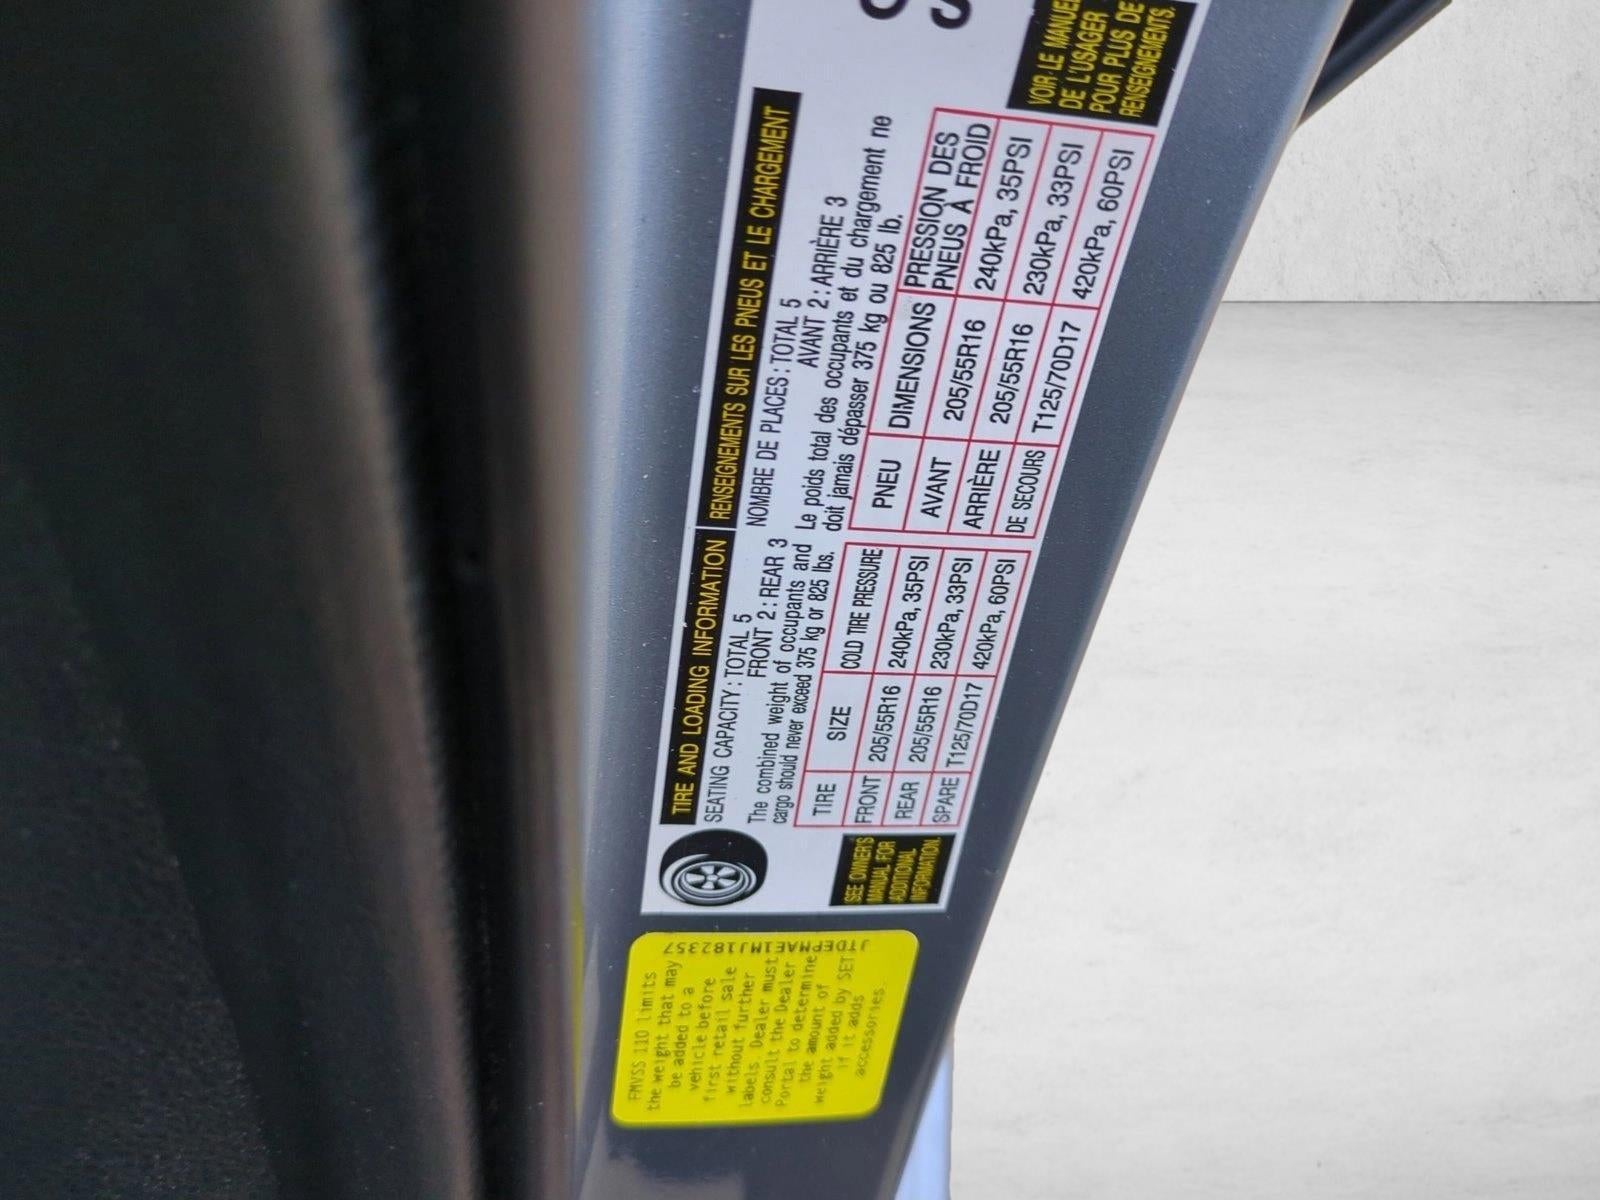 TIRE AND LOADING INFORMATION
RENSEIGNEMENTS SUR LES PNEUS ET LE CHARGEMENT
SEATING CAPACITY : TOTAL 5
FRONT 2 : REAR 3
The combined weight of occupants and
cargo should never exceed 375 kg or 825 lbs.
TIRE SIZE COLD TIRE PRESSURE
FRONT 205/55R16 240kPa, 35PSI
REAR 205/55R16 230kPa, 33PSI
SPARE T125/70D17 420kPa, 60PSI
SEE OWNER'S
MANUAL FOR
ADDITIONAL
INFORMATION.
NOMBRE DE PLACES : TOTAL 5
AVANT 2 : ARRIÈRE 3
Le poids total des occupants et du chargement ne
doit jamais dépasser 375 kg ou 825 lb.
PNEU DIMENSIONS PRESSION DES
PNEUS À FROID
AVANT 205/55R16 240kPa, 35PSI
ARRIÈRE 205/55R16 230kPa, 33PSI
DE SECOURS T125/70D17 420kPa, 60PSI
VOIR LE MANUEL
DE L'USAGER
POUR PLUS DE
RENSEIGNEMENTS.
FMVSS 110 limits
the weight that may
be added to a
vehicle before
first retail sale
without further
labels. Dealer must
consult the Dealer
Portal to determine
the amount of
weight added by SET
if it adds
accessories.
JTDEPMAE1MJ182357